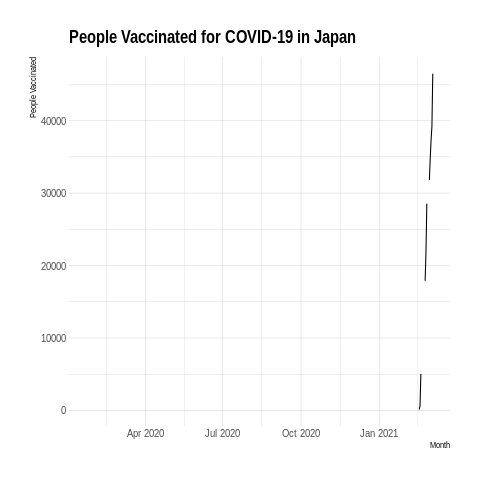 People Vaccinated for COVID-19 in Japan
People Vaccinated
40000
30000
20000
10000
0
Apr 2020 Jul 2020 Oct 2020 Jan 2021
Month